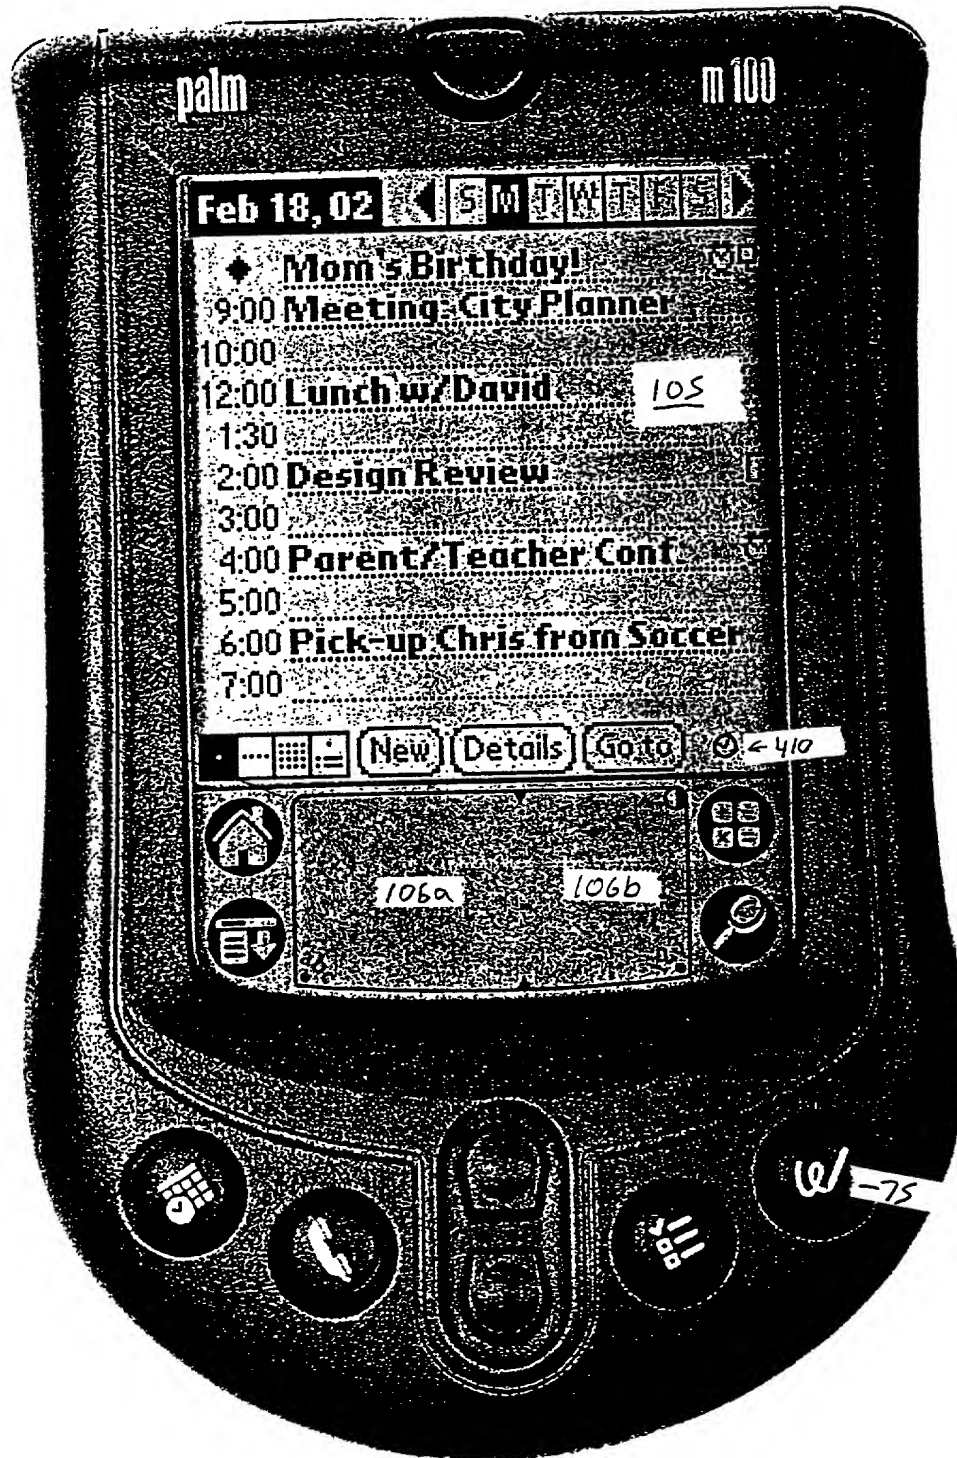 palm m100
Feb 18, 02 S M T W T F S
Mom's Birthday!
9:00 Meeting: City Planner
10:00
12:00 Lunch w/David 105
1:30
2:00 Design Review
3:00
4:00 Parent/Teacher Conf.
5:00
6:00 Pick-up Chris from Soccer
7:00
New Details Go to ←410
106a 106b
-75